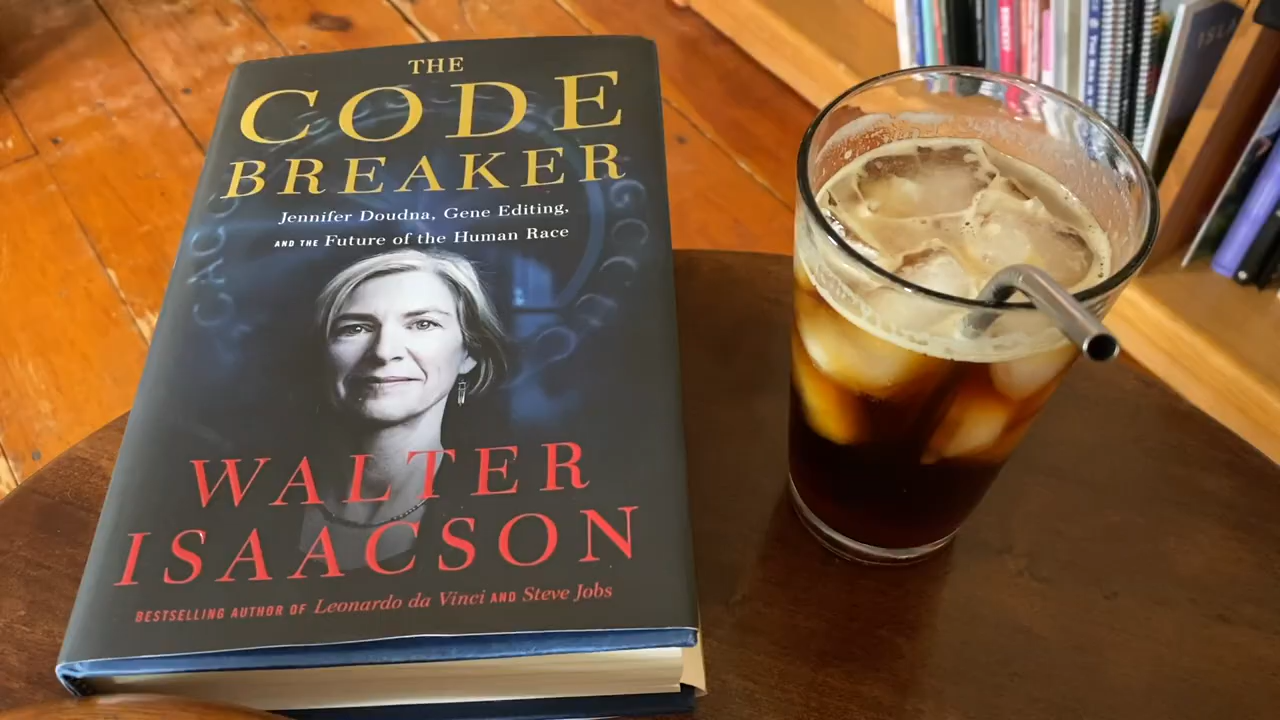 THE
CODE
BREAKER
Jennifer Doudna, Gene Editing,
AND THE Future of the Human Race
WALTER
ISAACSON
BESTSELLING AUTHOR OF Leonardo da Vinci AND Steve Jobs